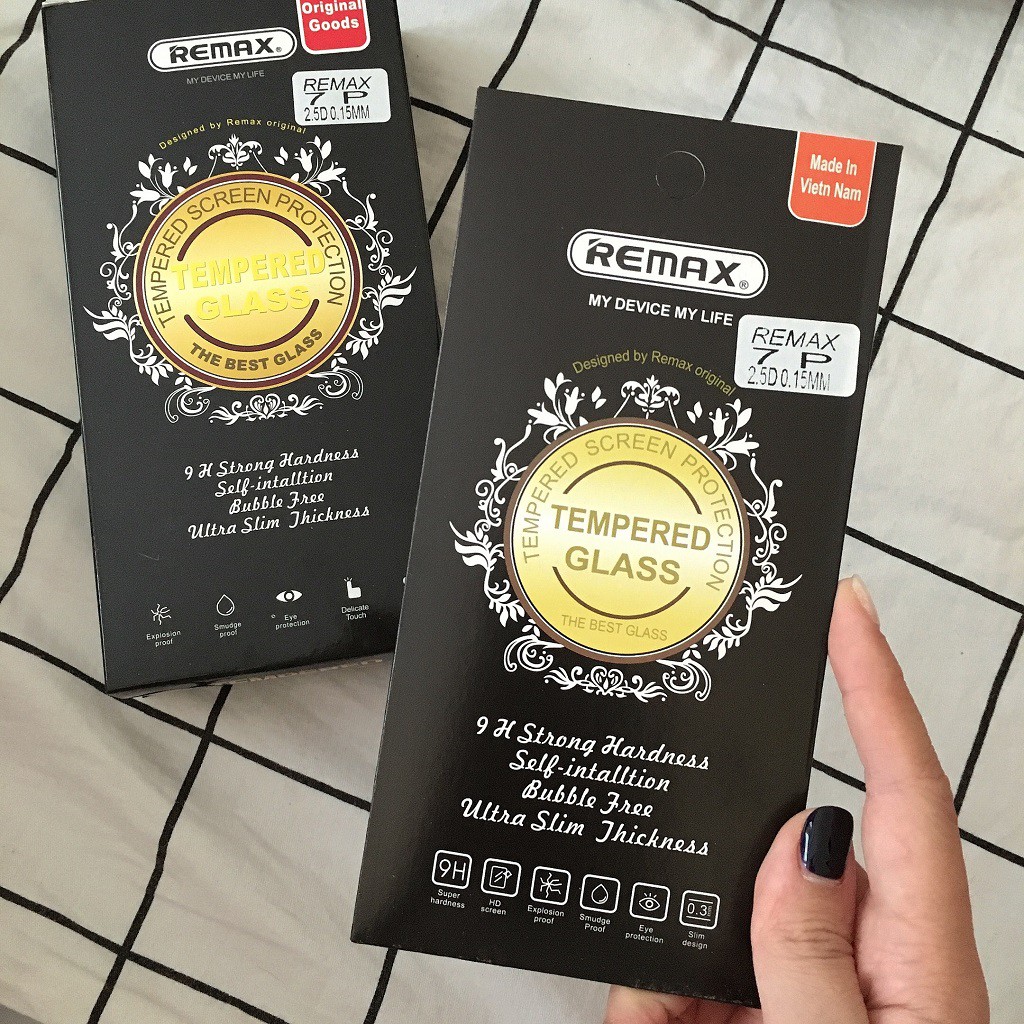 Original
Goods
REMAX®
MY DEVICE MY LIFE
REMAX
7 P
2.5D 0.15MM
Designed by Remax original
TEMPERED SCREEN PROTECTION
TEMPERED
GLASS
THE BEST GLASS
9 H Strong Hardness
Self-intalltion
Bubble Free
Ultra Slim Thickness
Explosion
proof
Smudge
proof
Eye
protection
Delicate
Touch
Made In
Vietn Nam
REMAX®
MY DEVICE MY LIFE
REMAX
7 P
2.5D 0.15MM
Designed by Remax original
TEMPERED SCREEN PROTECTION
TEMPERED
GLASS
THE BEST GLASS
9 H Strong Hardness
Self-intalltion
Bubble Free
Ultra Slim Thickness
9H
Super
hardness
HD
screen
Explosion
proof
Smudge
Proof
Eye
protection
0.3mm
Slim
design